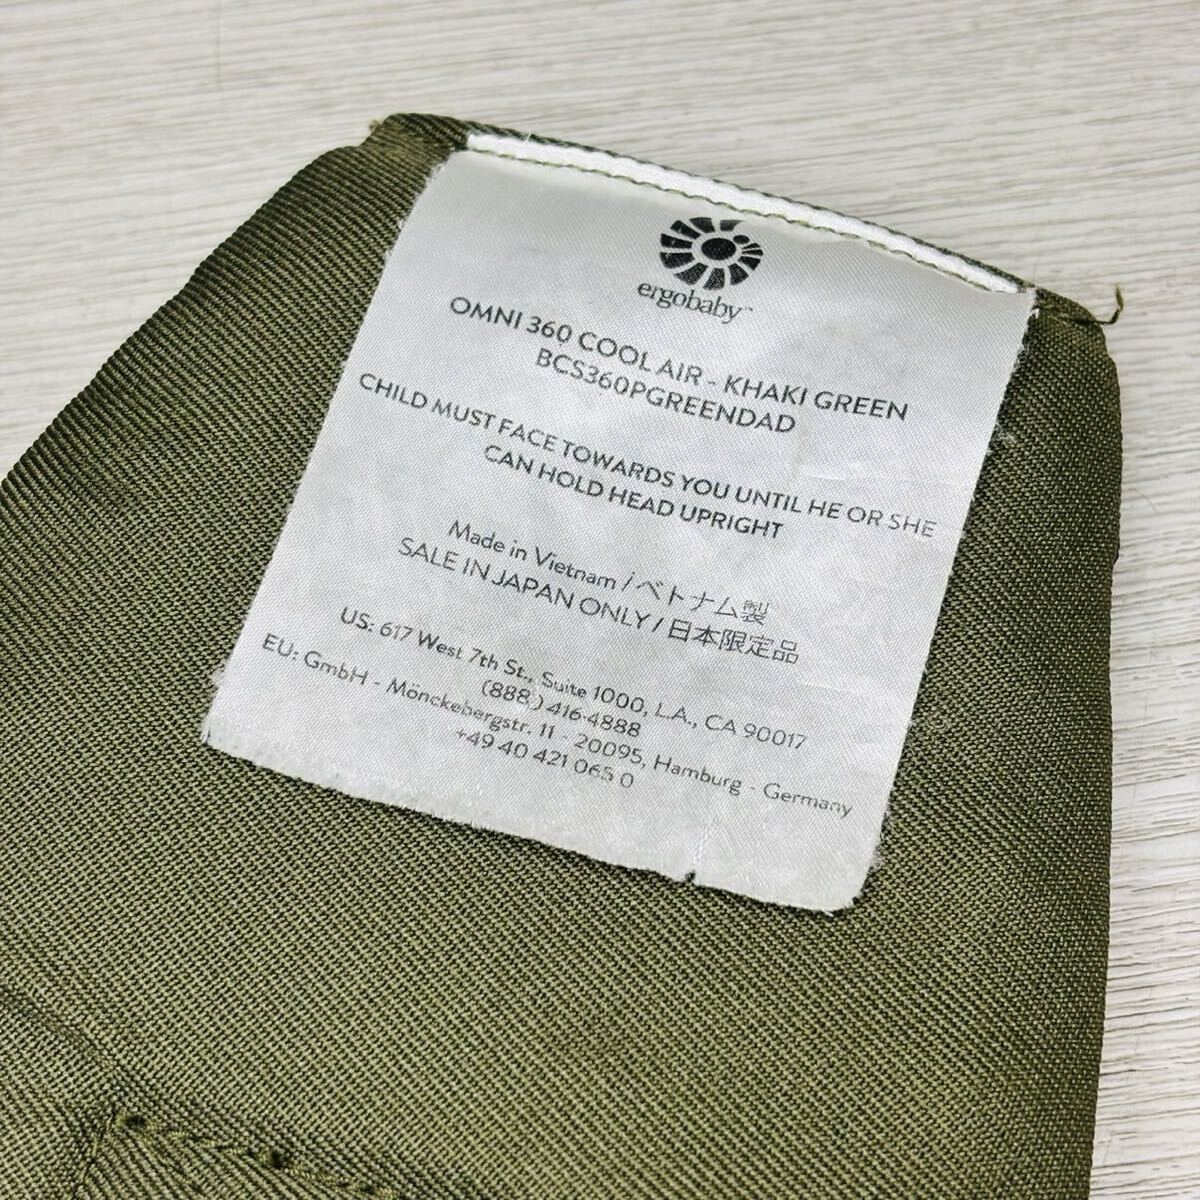 ergobaby™
OMNI 360 COOL AIR - KHAKI GREEN
BCS360PGREENDAD
CHILD MUST FACE TOWARDS YOU UNTIL HE OR SHE
CAN HOLD HEAD UPRIGHT
Made in Vietnam / ベトナム製
SALE IN JAPAN ONLY / 日本限定品
US: 617 West 7th St., Suite 1000, L.A., CA 90017
(888) 416-4888
EU: GmbH - Mönckebergstr. 11 - 20095, Hamburg - Germany
+49 40 421 065 0